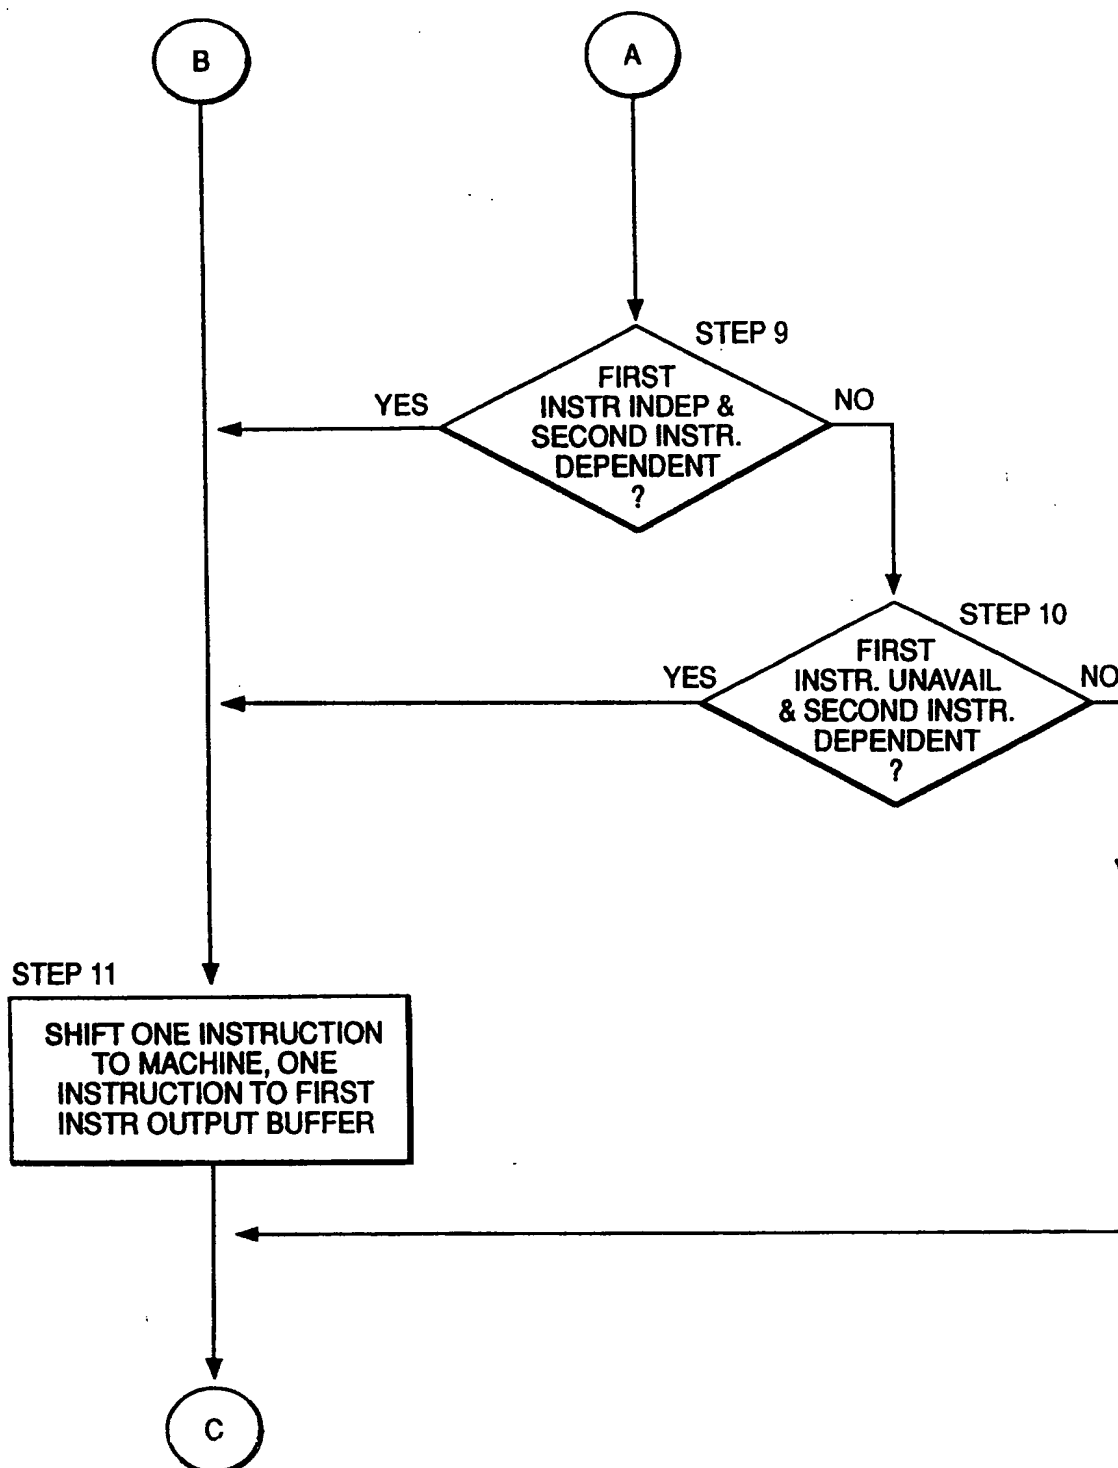 B
A
STEP 9
FIRST
INSTR INDEP &
SECOND INSTR.
DEPENDENT
?
YES
NO
STEP 10
FIRST
INSTR. UNAVAIL
& SECOND INSTR.
DEPENDENT
?
YES
NO
STEP 11
SHIFT ONE INSTRUCTION
TO MACHINE, ONE
INSTRUCTION TO FIRST
INSTR OUTPUT BUFFER
C